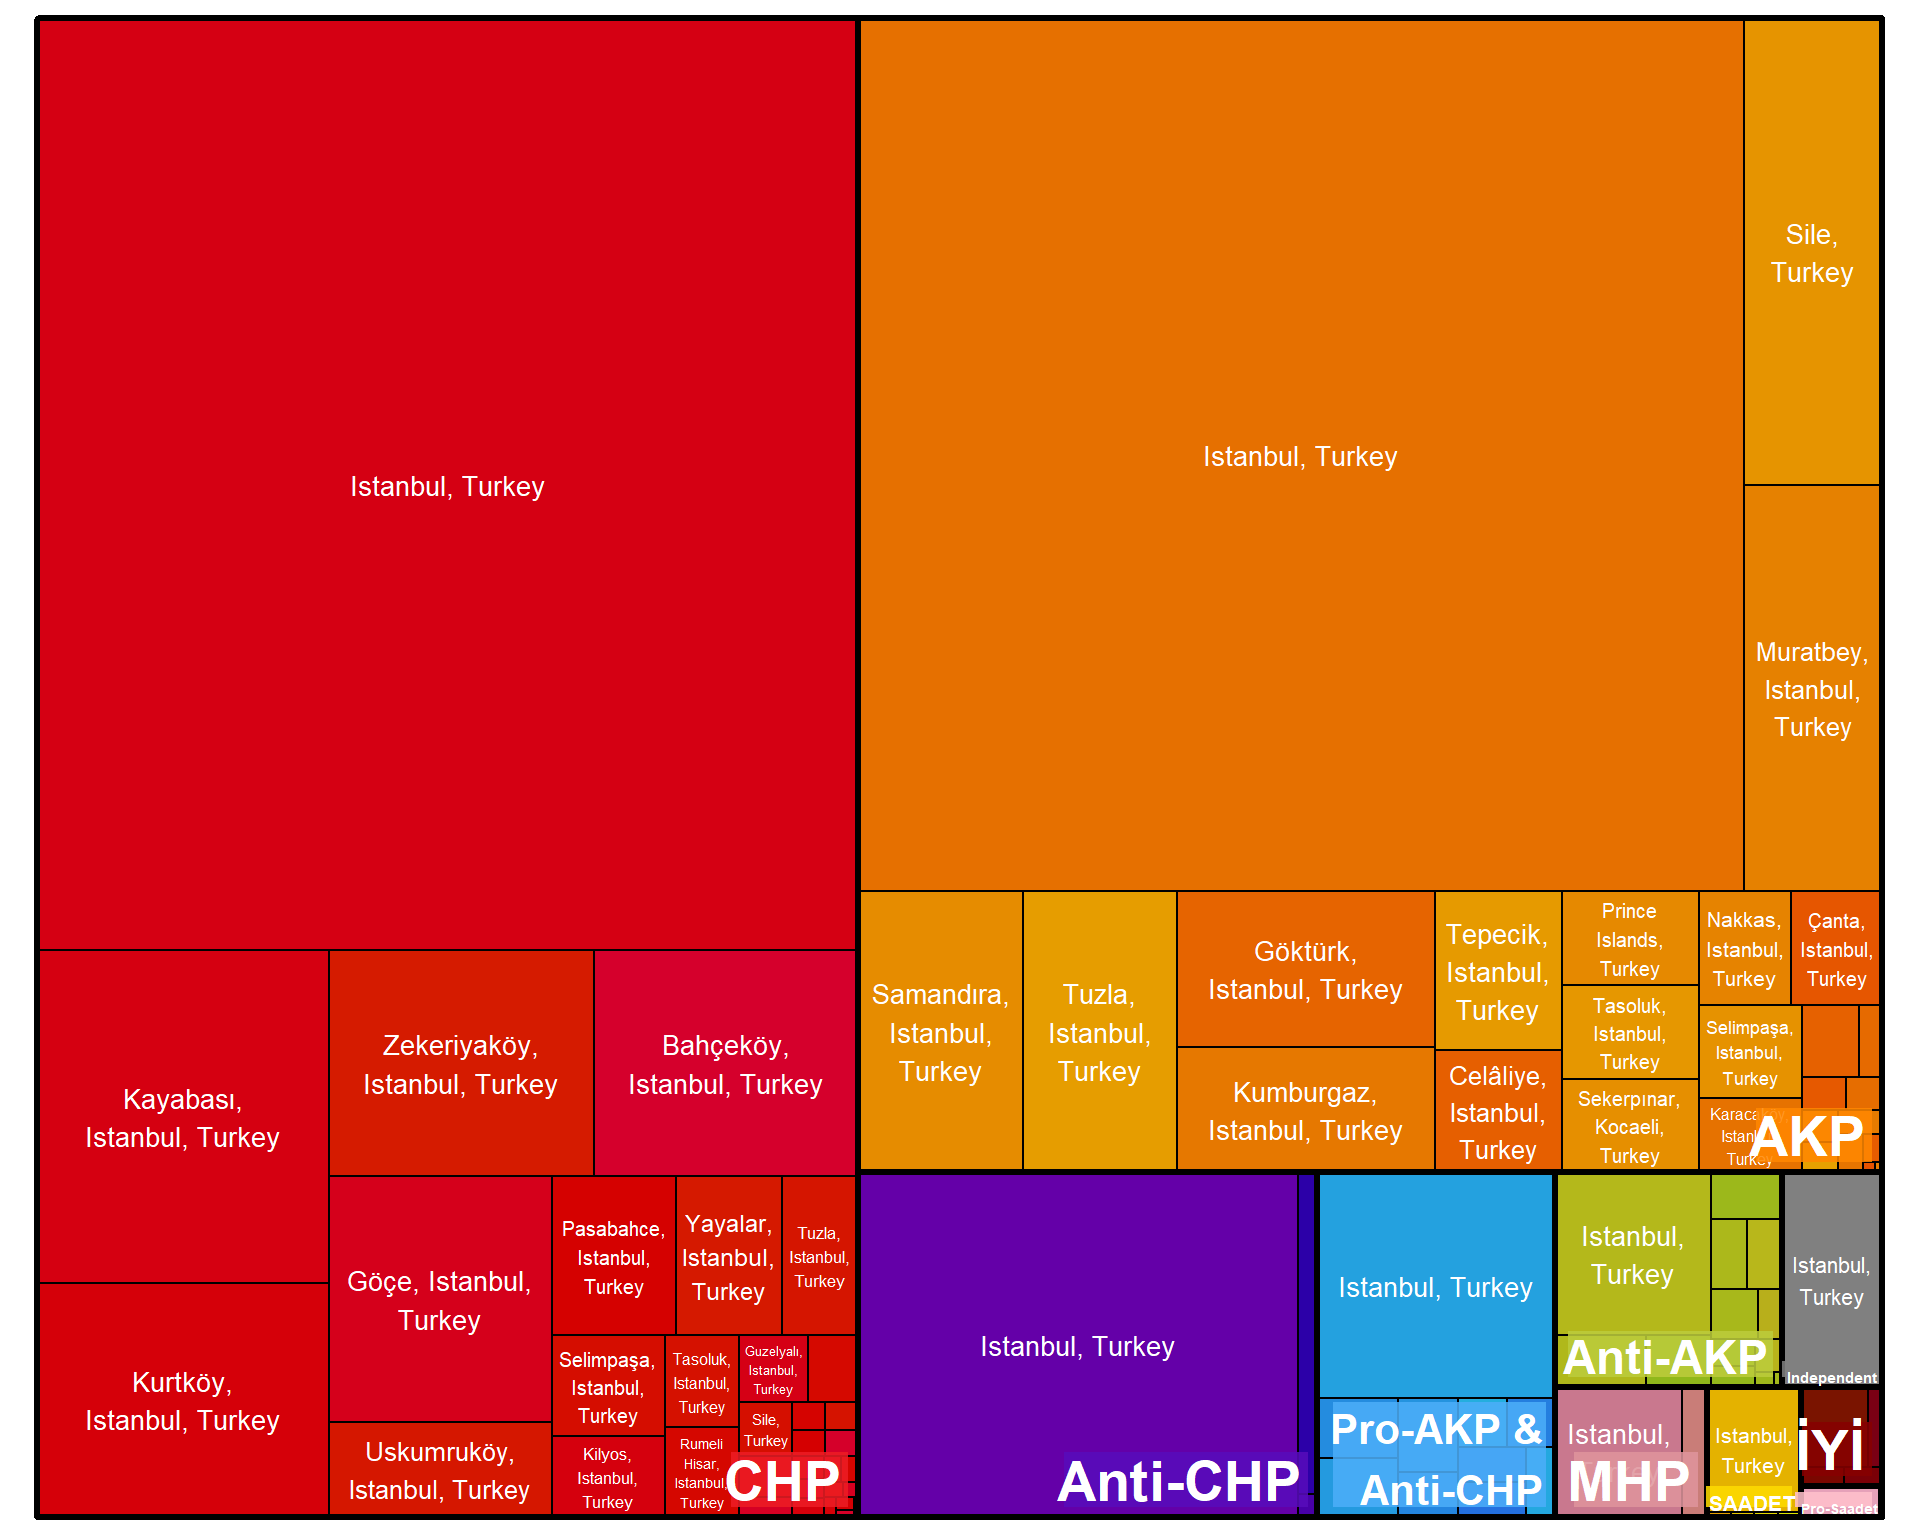 Istanbul, Turkey
Kayabası,
Istanbul, Turkey
Kurtköy,
Istanbul, Turkey
Zekeriyaköy,
Istanbul, Turkey
Bahçeköy,
Istanbul, Turkey
Göçe, Istanbul,
Turkey
Uskumruköy,
Istanbul, Turkey
Pasabahce,
Istanbul,
Turkey
Yayalar,
Istanbul,
Turkey
Tuzla,
Istanbul,
Turkey
Selimpaşa,
Istanbul,
Turkey
Kilyos,
Istanbul,
Turkey
Tasoluk,
Istanbul,
Turkey
Rumeli
Hisar,
Istanbul,
Turkey
Guzelyalı,
Istanbul,
Turkey
Sile,
Turkey
CHP
Istanbul, Turkey
Sile,
Turkey
Muratbey,
Istanbul,
Turkey
Samandıra,
Istanbul,
Turkey
Tuzla,
Istanbul,
Turkey
Göktürk,
Istanbul, Turkey
Kumburgaz,
Istanbul, Turkey
Tepecik,
Istanbul,
Turkey
Celâliye,
Istanbul,
Turkey
Prince
Islands,
Turkey
Tasoluk,
Istanbul,
Turkey
Sekerpınar,
Kocaeli,
Turkey
Nakkas,
Istanbul,
Turkey
Çanta,
Istanbul,
Turkey
Selimpaşa,
Istanbul,
Turkey
Turkey
AKP
Istanbul, Turkey
Anti-CHP
Istanbul, Turkey
Pro-AKP &
Anti-CHP
Istanbul,
Turkey
Anti-AKP
Istanbul,
Turkey
Independent
Istanbul,
Turkey
MHP
Istanbul,
Turkey
SAADET
İYİ
Pro-Saadet